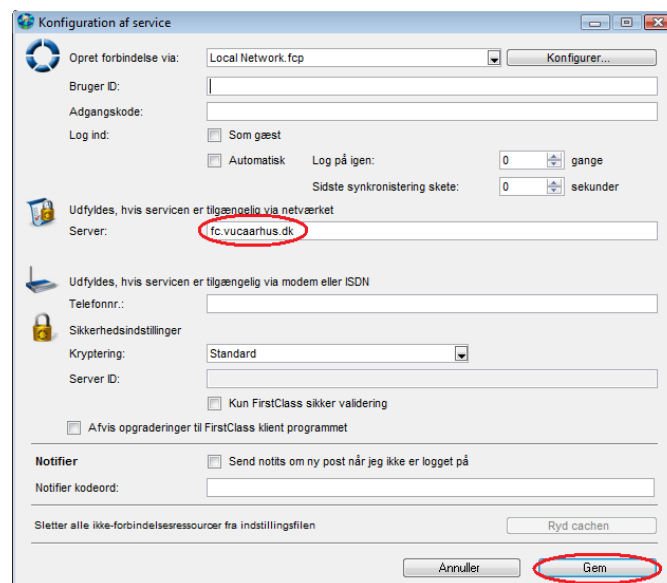 Konfiguration af service
Opret forbindelse via: Local Network.fcp Konfigurer...
Bruger ID:
Adgangskode:
Log ind: Som gæst
Automatisk Log på igen: 0 gange
Sidste synkronistering skete: 0 sekunder
Udfyldes, hvis servicen er tilgængelig via netværket
Server: fc.vucaarhus.dk
Udfyldes, hvis servicen er tilgængelig via modem eller ISDN
Telefonnr.:
Sikkerhedsindstillinger
Kryptering: Standard
Server ID:
Kun FirstClass sikker validering
Afvis opgraderinger til FirstClass klient programmet
Notifier Send notits om ny post når jeg ikke er logget på
Notifier kodeord:
Sletter alle ikke-forbindelsesressourcer fra indstillingsfilen Ryd cachen
Annuller Gem